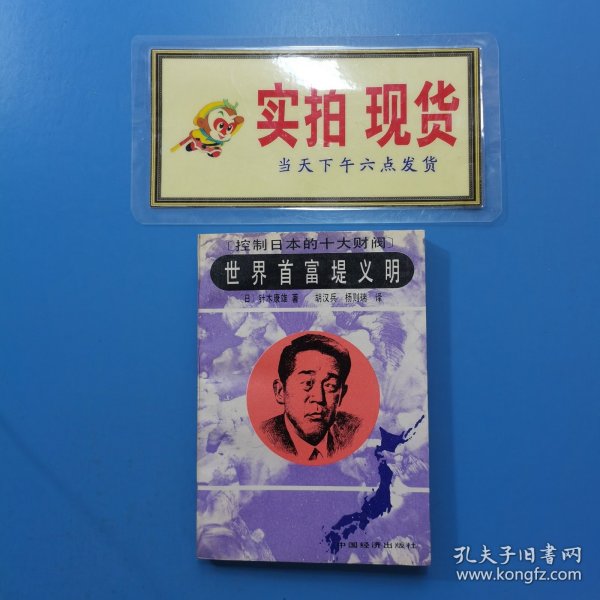 实拍 现货
当天下午六点发货
〔控制日本的十大财阀〕
世界首富堤义明
〔日〕针木康雄 著 胡汉兵 杨则瑞 译
中国经济出版社
孔夫子旧书网
www.kongfz.com